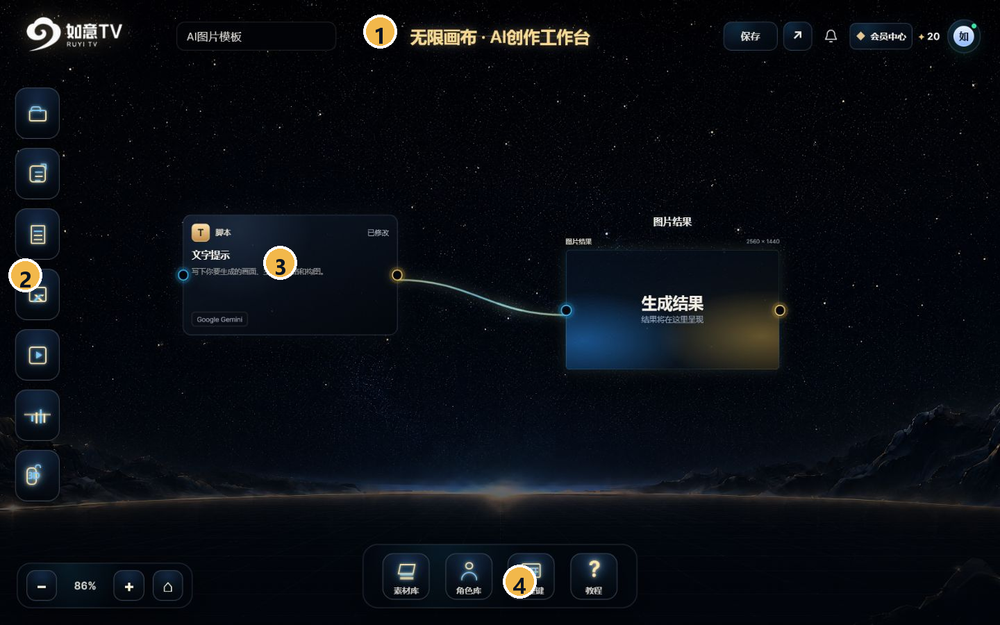 如意TV
RUYI TV
AI图片模板
1
无限画布 · AI创作工作台
保存
会员中心
20
如
T 脚本
已修改
文字提示
写下你要生成的画面、
和构图。
3
Google Gemini
2
图片结果
图片结果
2560 × 1440
生成结果
结果将在这里呈现
3D
86%
素材库
角色库
4
键
?
教程